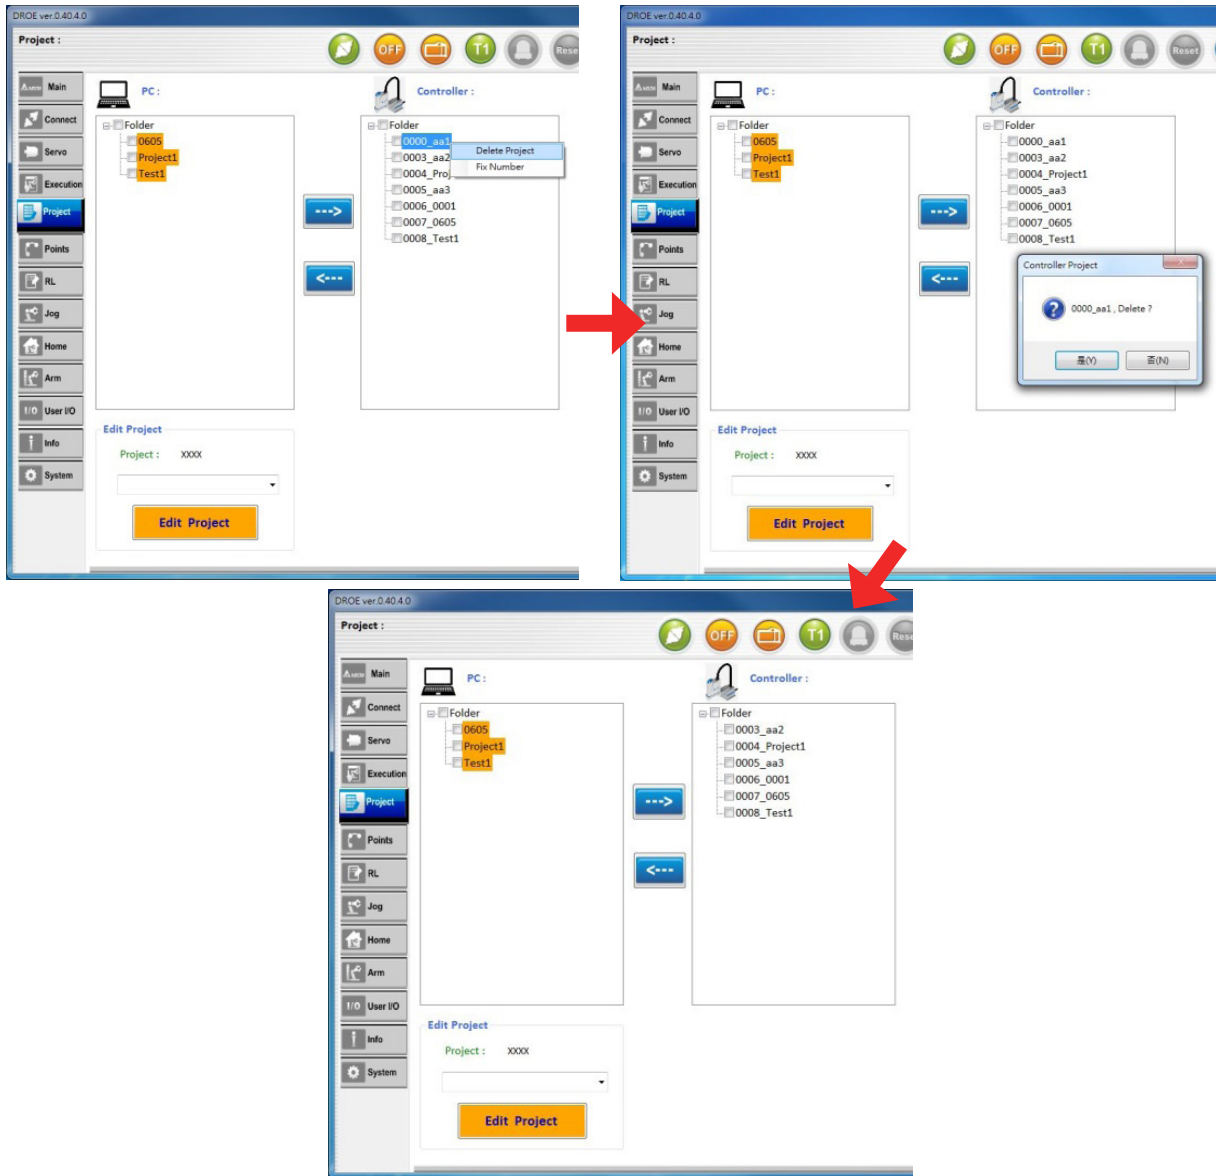 DROE ver.0.40.4.0
Project :
OFF
T1
Reset
Main
Connect
Servo
Execution
Project
Points
RL
Jog
Home
Arm
I/O User I/O
Info
System
PC :
Folder
0605
Project1
Test1
--->
<---
Controller :
Folder
0000_aa1
0003_aa2
0004_Proj
0005_aa3
0006_0001
0007_0605
0008_Test1
Delete Project
Fix Number
Edit Project
Project : XXXX
Edit Project
DROE ver.0.40.4.0
Project :
OFF
T1
Reset
Main
Connect
Servo
Execution
Project
Points
RL
Jog
Home
Arm
I/O User I/O
Info
System
PC :
Folder
0605
Project1
Test1
--->
<---
Controller :
Folder
0000_aa1
0003_aa2
0004_Project1
0005_aa3
0006_0001
0007_0605
0008_Test1
Controller Project
0000_aa1 , Delete ?
是(Y) 否(N)
Edit Project
Project : XXXX
Edit Project
DROE ver.0.40.4.0
Project :
OFF
T1
Rese
Main
Connect
Servo
Execution
Project
Points
RL
Jog
Home
Arm
I/O User I/O
Info
System
PC :
Folder
0605
Project1
Test1
--->
<---
Controller :
Folder
0003_aa2
0004_Project1
0005_aa3
0006_0001
0007_0605
0008_Test1
Edit Project
Project : XXXX
Edit Project